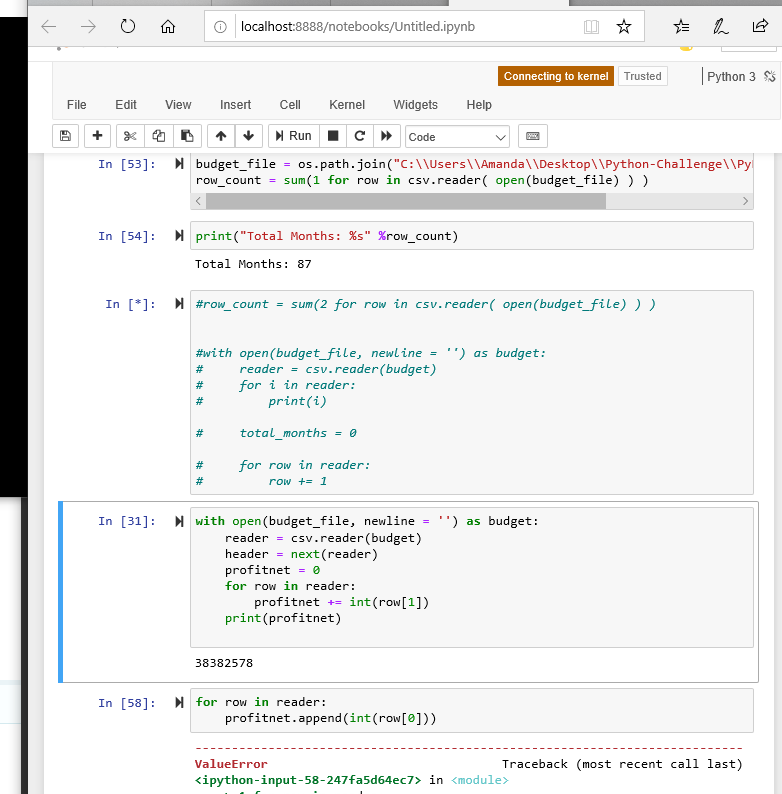 localhost:8888/notebooks/Untitled.ipynb
Connecting to kernel Trusted Python 3
File Edit View Insert Cell Kernel Widgets Help
Run Code
In [53]: budget_file = os.path.join("C:\\Users\\Amanda\\Desktop\\Python-Challenge\\Py
row_count = sum(1 for row in csv.reader( open(budget_file) ) )
In [54]: print("Total Months: %s" %row_count)
Total Months: 87
In [*]: #row_count = sum(2 for row in csv.reader( open(budget_file) ) )
#with open(budget_file, newline = '') as budget:
#     reader = csv.reader(budget)
#     for i in reader:
#         print(i)
#     total_months = 0
#     for row in reader:
#         row += 1
In [31]: with open(budget_file, newline = '') as budget:
    reader = csv.reader(budget)
    header = next(reader)
    profitnet = 0
    for row in reader:
        profitnet += int(row[1])
    print(profitnet)
38382578
In [58]: for row in reader:
    profitnet.append(int(row[0]))
---------------------------------------------------------------------------
ValueError                                Traceback (most recent call last)
<ipython-input-58-247fa5d64ec7> in <module>